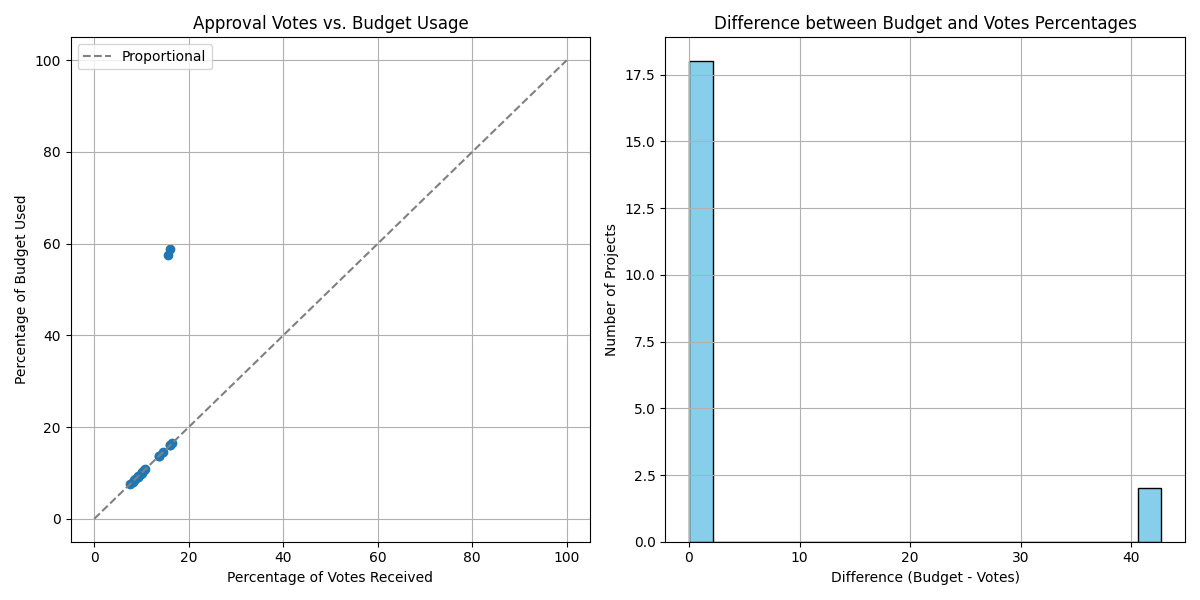 Approval Votes vs. Budget Usage
Proportional
100
80
60
40
20
0
Percentage of Budget Used
0 20 40 60 80 100
Percentage of Votes Received
Difference between Budget and Votes Percentages
17.5
15.0
12.5
10.0
7.5
5.0
2.5
0.0
Number of Projects
0 10 20 30 40
Difference (Budget - Votes)